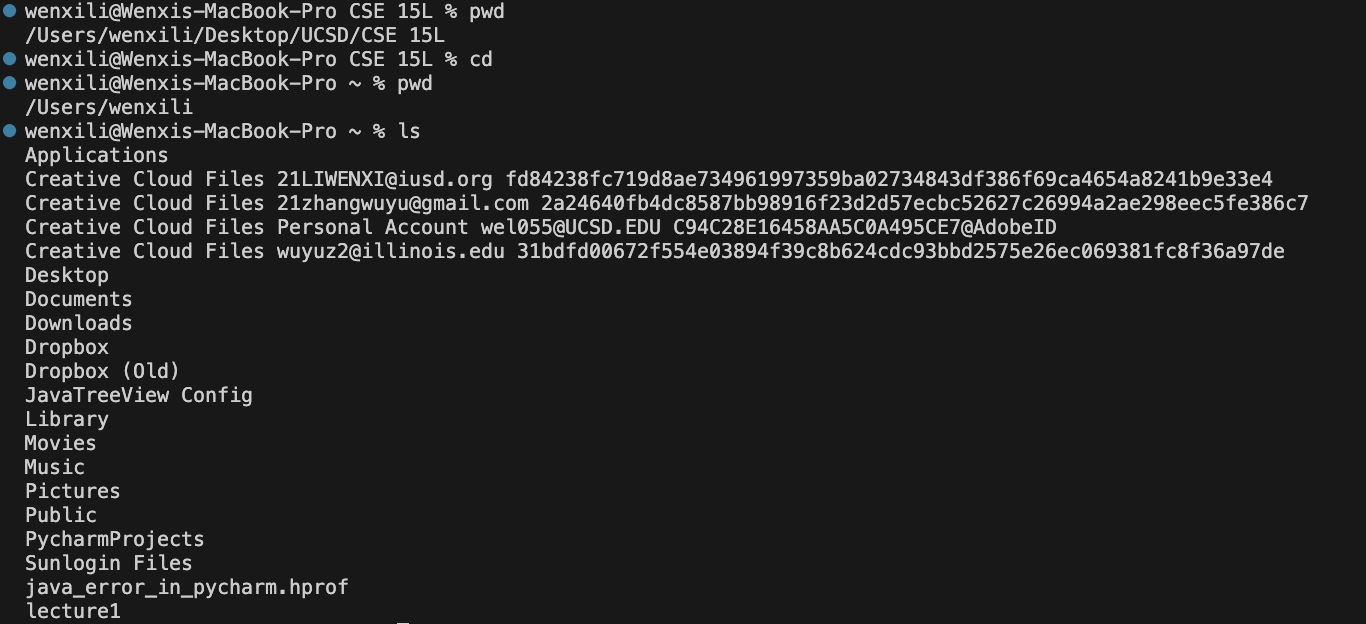 wenxili@Wenxis-MacBook-Pro CSE 15L % pwd
/Users/wenxili/Desktop/UCSD/CSE 15L
wenxili@Wenxis-MacBook-Pro CSE 15L % cd
wenxili@Wenxis-MacBook-Pro ~ % pwd
/Users/wenxili
wenxili@Wenxis-MacBook-Pro ~ % ls
Applications
Creative Cloud Files 21LIWENXI@iusd.org fd84238fc719d8ae734961997359ba02734843df386f69ca4654a8241b9e33e4
Creative Cloud Files 21zhangwuyu@gmail.com 2a24640fb4dc8587bb98916f23d2d57ecbc52627c26994a2ae298eec5fe386c7
Creative Cloud Files Personal Account wel055@UCSD.EDU C94C28E16458AA5C0A495CE7@AdobeID
Creative Cloud Files wuyuz2@illinois.edu 31bdfd00672f554e03894f39c8b624cdc93bbd2575e26ec069381fc8f36a97de
Desktop
Documents
Downloads
Dropbox
Dropbox (Old)
JavaTreeView Config
Library
Movies
Music
Pictures
Public
PycharmProjects
Sunlogin Files
java_error_in_pycharm.hprof
lecture1